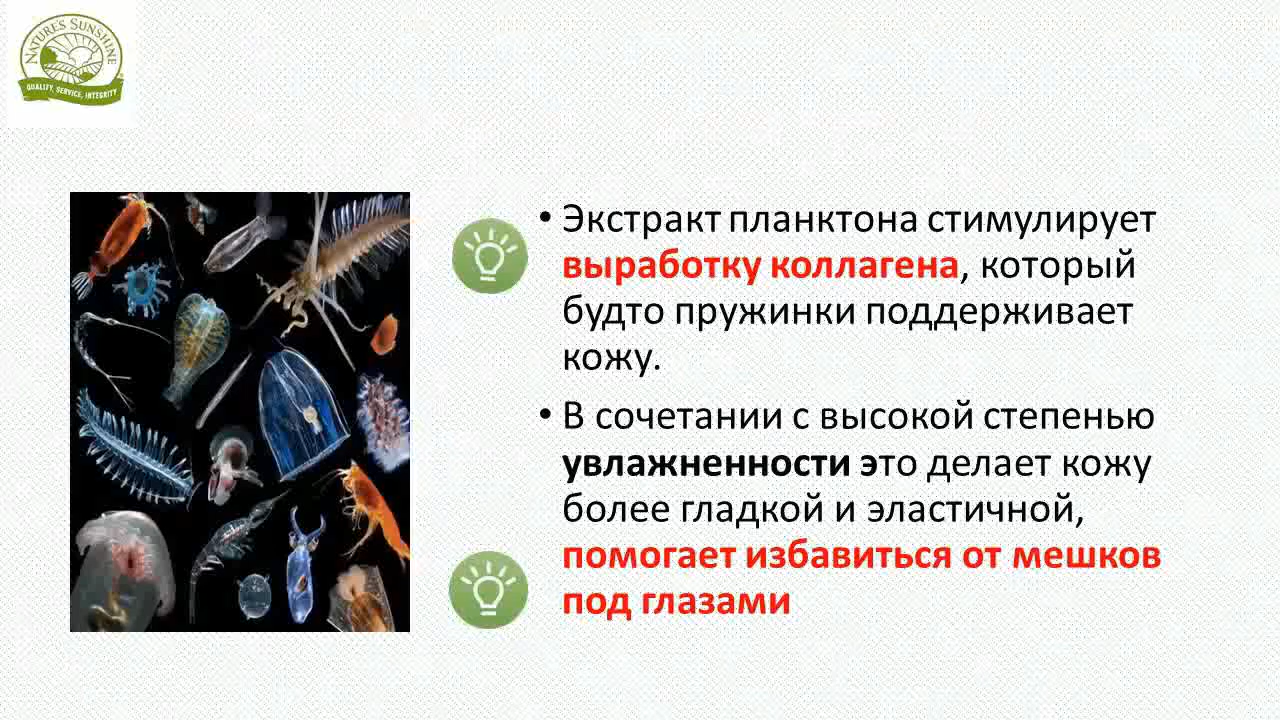 NATURE'S SUNSHINE
QUALITY, SERVICE, INTEGRITY
• Экстракт планктона стимулирует
выработку коллагена, который
будто пружинки поддерживает
кожу.
• В сочетании с высокой степенью
увлажненности это делает кожу
более гладкой и эластичной,
помогает избавиться от мешков
под глазами